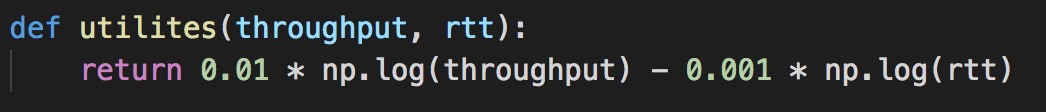 def utilites(throughput, rtt):
    return 0.01 * np.log(throughput) - 0.001 * np.log(rtt)